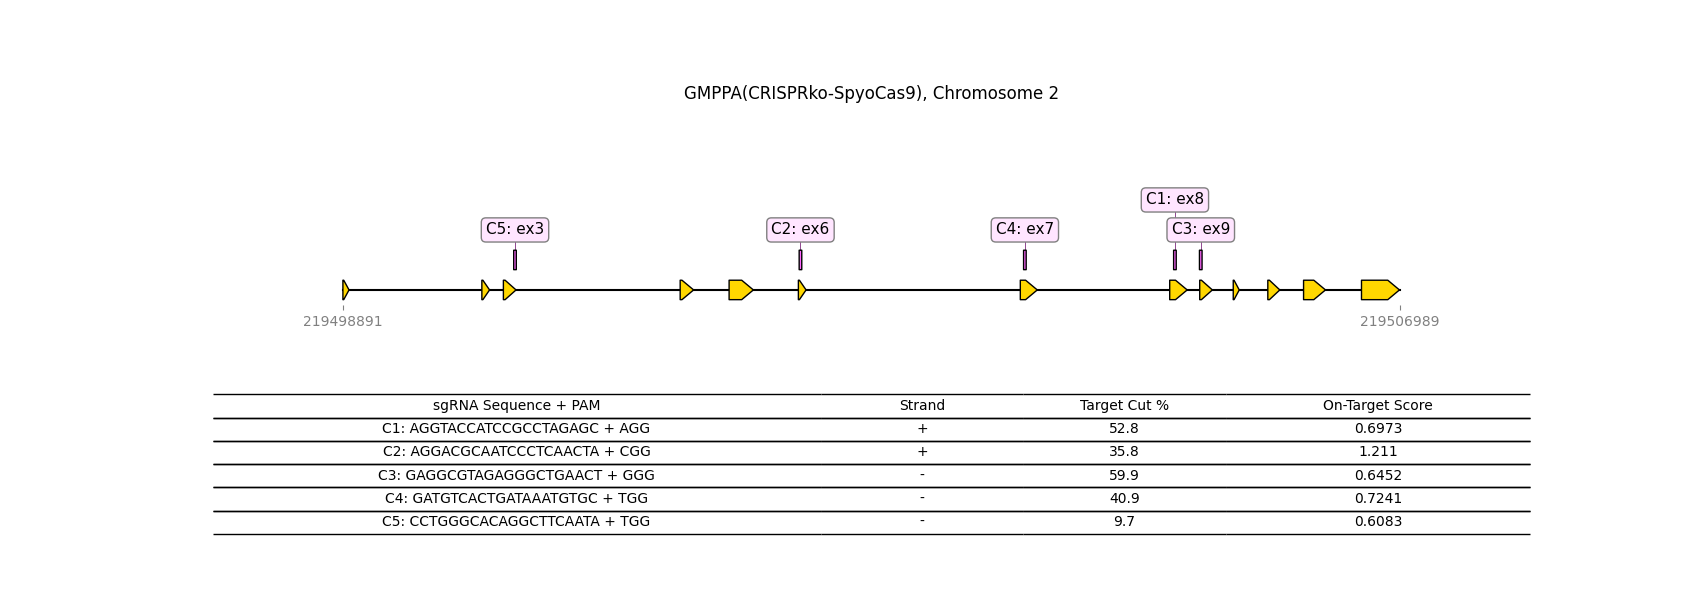 GMPPA(CRISPRko-SpyoCas9), Chromosome 2
C1: ex8
C5: ex3 C2: ex6 C4: ex7 C3: ex9
219498891 219506989
sgRNA Sequence + PAM Strand Target Cut % On-Target Score
C1: AGGTACCATCCGCCTAGAGC + AGG + 52.8 0.6973
C2: AGGACGCAATCCCTCAACTA + CGG + 35.8 1.211
C3: GAGGCGTAGAGGGCTGAACT + GGG - 59.9 0.6452
C4: GATGTCACTGATAAATGTGC + TGG - 40.9 0.7241
C5: CCTGGGCACAGGCTTCAATA + TGG - 9.7 0.6083